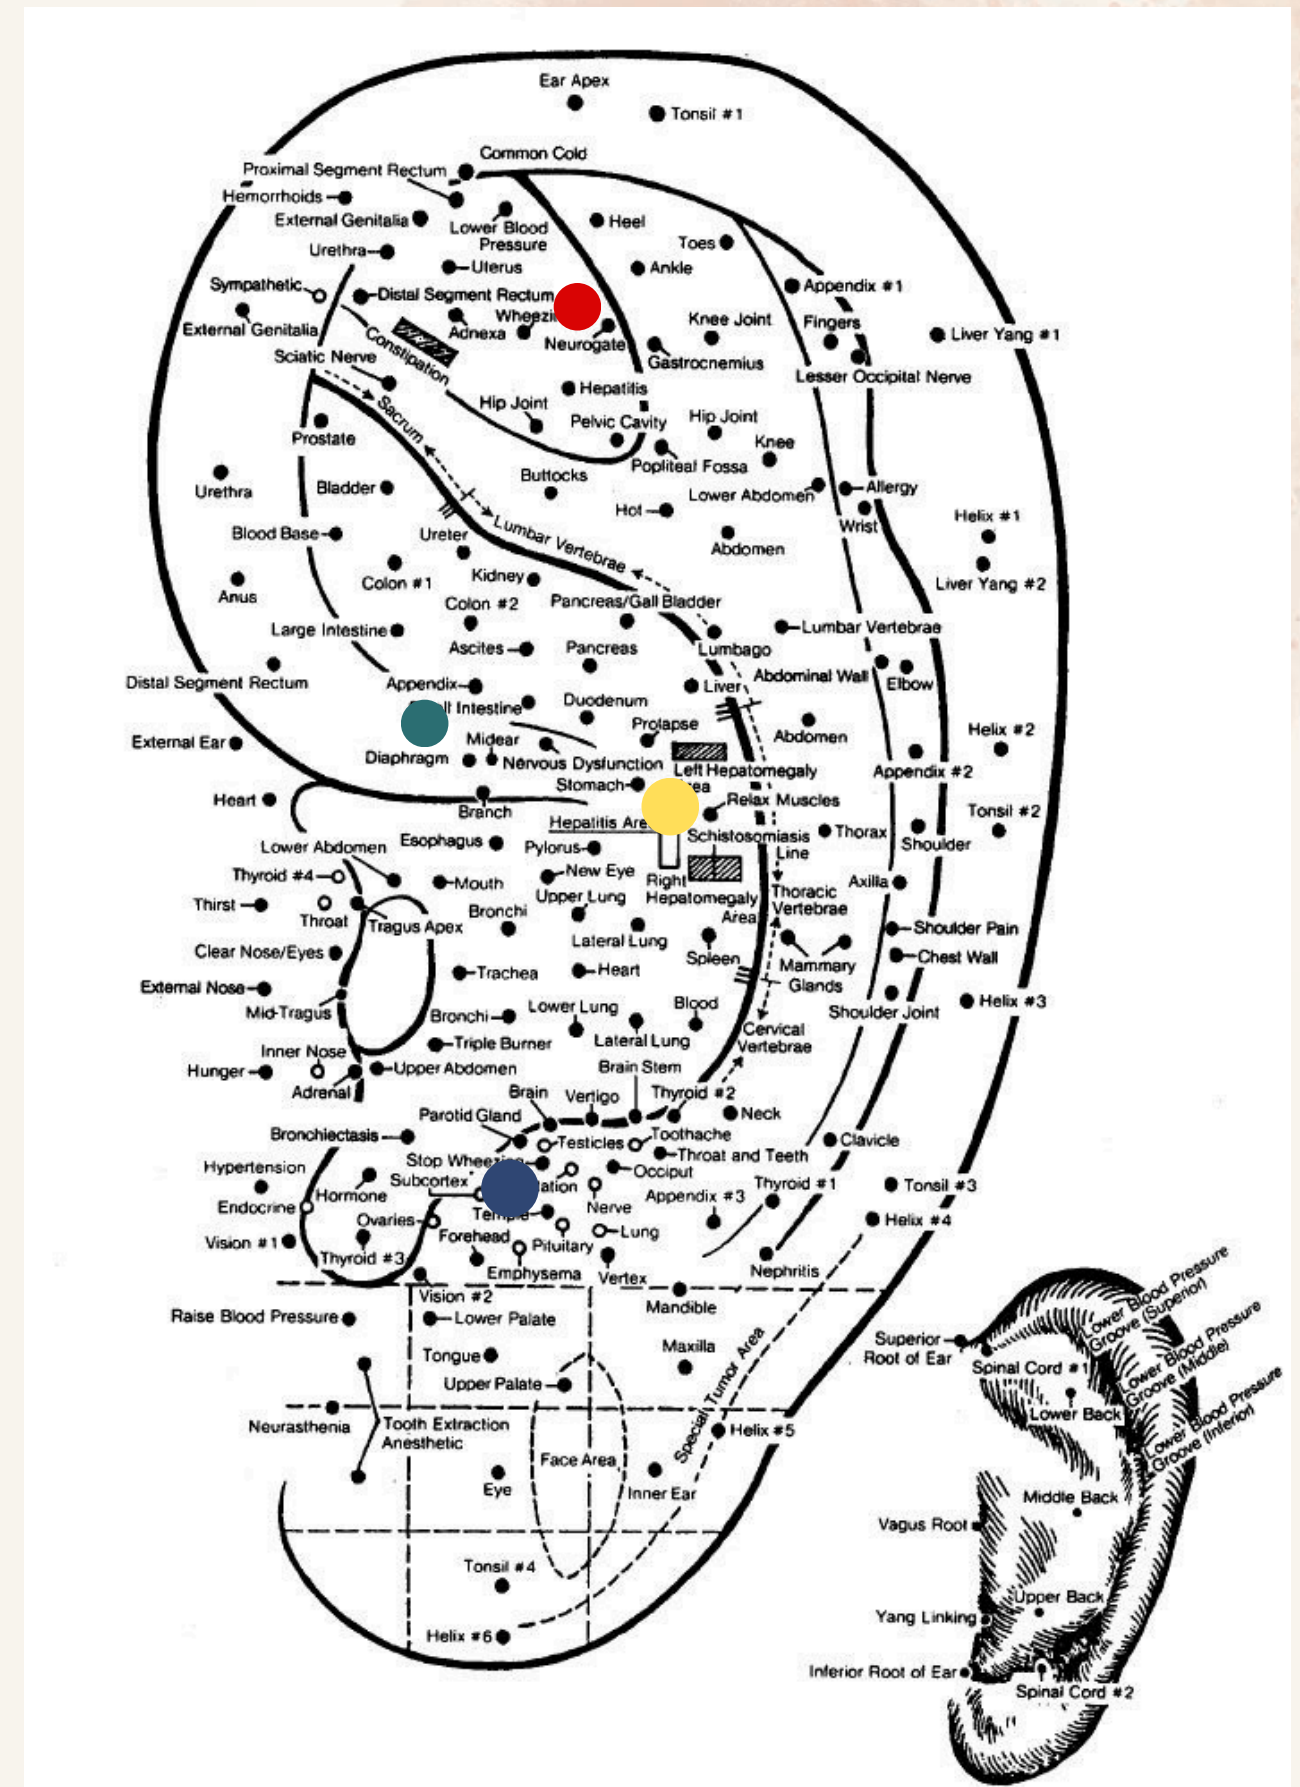 Ear Apex
Tonsil #1
Common Cold
Proximal Segment Rectum
Hemorrhoids
External Genitalia
Lower Blood
Pressure
Heel
Toes
Urethra
Uterus
Ankle
Sympathetic
Distal Segment Rectum
Appendix #1
External Genitalia
Adnexa
Neurogate
Knee Joint
Fingers
Liver Yang #1
Constipation
Sciatic Nerve
Gastrocnemius
Lesser Occipital Nerve
Hepatitis
Sacrum
Hip Joint
Pelvic Cavity
Hip Joint
Prostate
Knee
Popliteal Fossa
Buttocks
Urethra
Bladder
Lower Abdomen
Allergy
Hot
Wrist
Helix #1
Blood Base
Ureter
Lumbar Vertebrae
Abdomen
Colon #1
Kidney
Liver Yang #2
Anus
Colon #2
Pancreas/Gall Bladder
Large Intestine
Lumbar Vertebrae
Ascites
Pancreas
Lumbago
Distal Segment Rectum
Appendix
Liver
Abdominal Wall
Elbow
Intestine
Duodenum
Prolapse
Abdomen
Helix #2
External Ear
Midear
Diaphragm
Nervous Dysfunction
Left Hepatomegaly
Appendix #2
Stomach
Heart
Branch
Relax Muscles
Tonsil #2
Hepatitis
Lower Abdomen
Esophagus
Pylorus
Schistosomiasis
Line
Thorax
Shoulder
Thyroid #4
Mouth
New Eye
Right
Hepatomegaly
Area
Axilla
Thirst
Throat
Tragus Apex
Bronchi
Upper Lung
Thoracic
Vertebrae
Lateral Lung
Shoulder Pain
Clear Nose/Eyes
Spleen
Mammary
Glands
Chest Wall
Trachea
Heart
External Nose
Mid-Tragus
Bronchi
Lower Lung
Blood
Shoulder Joint
Helix #3
Lateral Lung
Cervical
Vertebrae
Inner Nose
Triple Burner
Hunger
Adrenal
Upper Abdomen
Brain Stem
Brain
Vertigo
Thyroid #2
Neck
Parotid Gland
Bronchiectasis
Testicles
Toothache
Clavicle
Throat and Teeth
Hypertension
Stop
Occiput
Subcortex
Endocrine
Hormone
Nerve
Appendix #3
Thyroid #1
Tonsil #3
Ovaries
Helix #4
Vision #1
Thyroid #3
Forehead
Pituitary
Lung
Emphysema
Vertex
Nephritis
Vision #2
Mandible
Raise Blood Pressure
Lower Palate
Tongue
Maxilla
Upper Palate
Special Tumor Area
Neurasthenia
Tooth Extraction
Anesthetic
Helix #5
Face Area
Eye
Inner Ear
Tonsil #4
Helix #6
Lower Blood Pressure
Groove (Superior)
Superior
Root of Ear
Spinal Cord #1
Lower Blood Pressure
Groove (Middle)
Lower Back
Lower Blood Pressure
Groove (Inferior)
Middle Back
Vagus Root
Upper Back
Yang Linking
Inferior Root of Ear
Spinal Cord #2